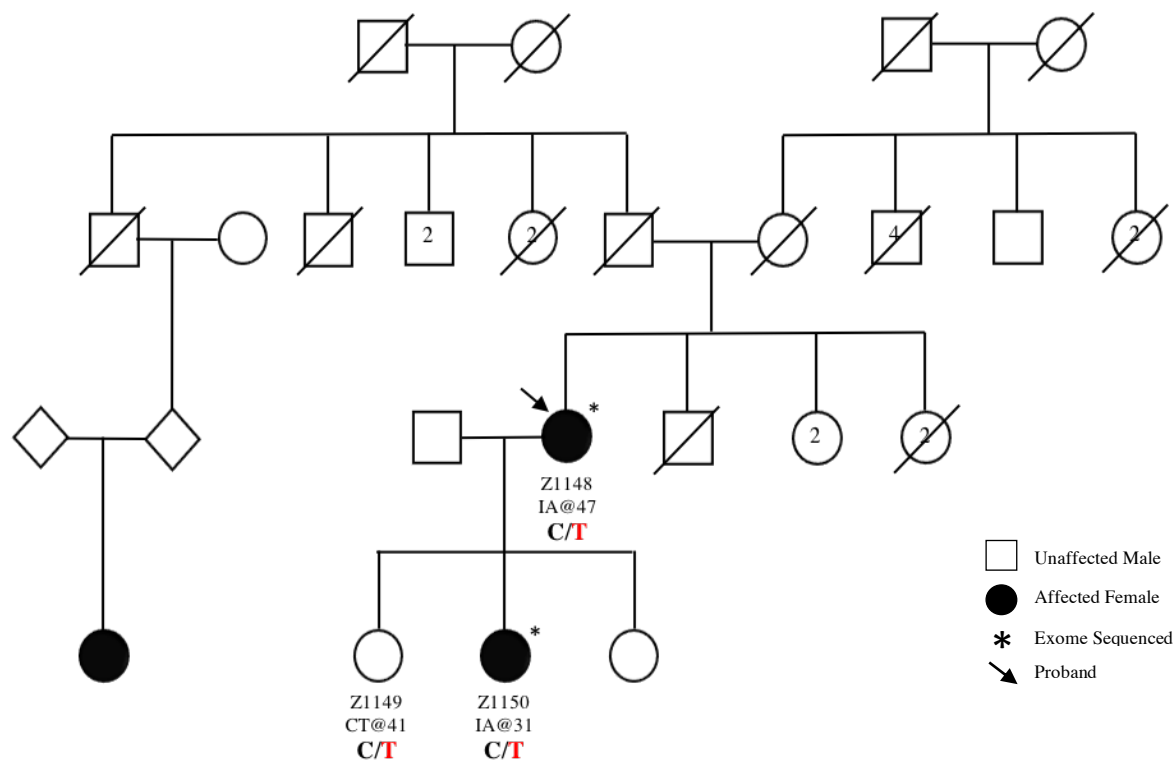 2
2
4
2
2
2
*
Z1148
IA@47
C/T
*
Z1149
CT@41
C/T
Z1150
IA@31
C/T
Unaffected Male
Affected Female
* Exome Sequenced
Proband